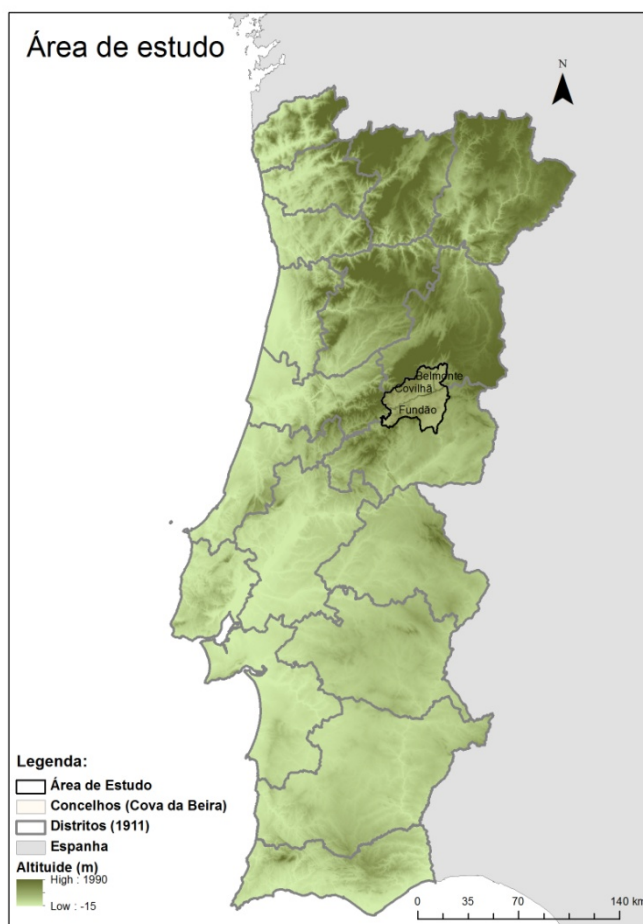 Área de estudo
N
Belmonte
Covilhã
Fundão
Legenda:
Área de Estudo
Concelhos (Cova da Beira)
Distritos (1911)
Espanha
Altituide (m)
High : 1990
Low : -15
0 35 70 140 km